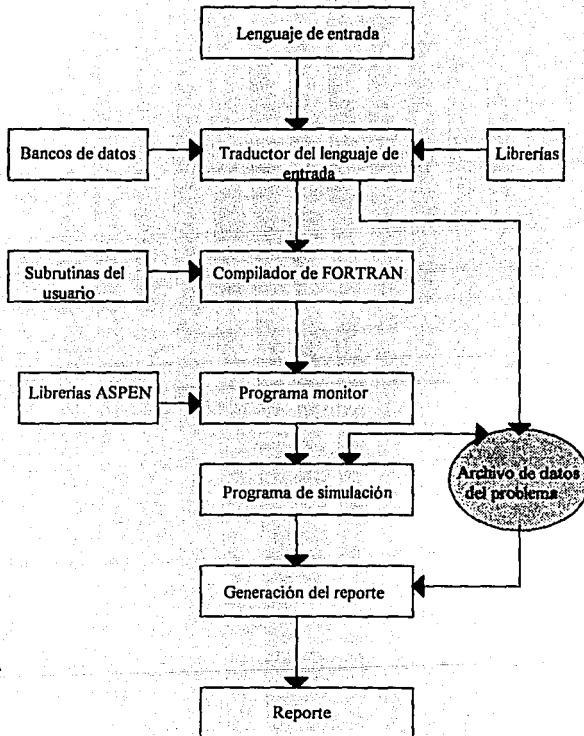 Lenguaje de entrada
Bancos de datos
Traductor del lenguaje de
entrada
Librerías
Subrutinas del
usuario
Compilador de FORTRAN
Librerías ASPEN
Programa monitor
Programa de simulación
Archivo de datos
del problema
Generación del reporte
Reporte